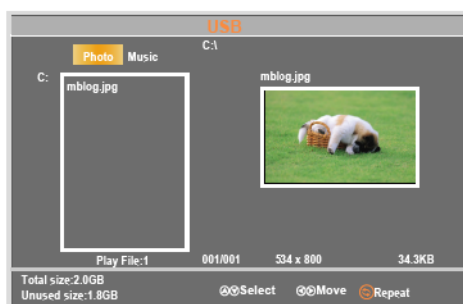 USB
C:\
Photo Music
C:
mblog.jpg
mblog.jpg
Play File:1
001/001 534 x 800 34.3KB
Total size:2.0GB
Unused size:1.8GB
Select Move Repeat